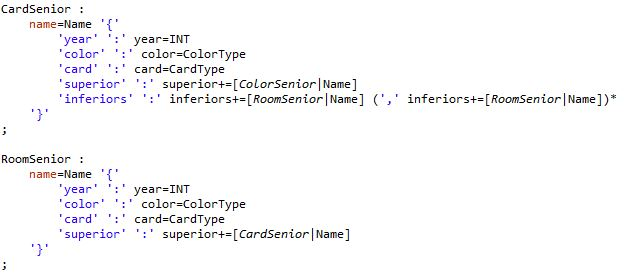 CardSenior :
name=Name '{'
'year' ':' year=INT
'color' ':' color=ColorType
'card' ':' card=CardType
'superior' ':' superior+=[ColorSenior|Name]
'inferiors' ':' inferiors+=[RoomSenior|Name] (',' inferiors+=[RoomSenior|Name])*
'}'
;
RoomSenior :
name=Name '{'
'year' ':' year=INT
'color' ':' color=ColorType
'card' ':' card=CardType
'superior' ':' superior+=[CardSenior|Name]
'}'
;